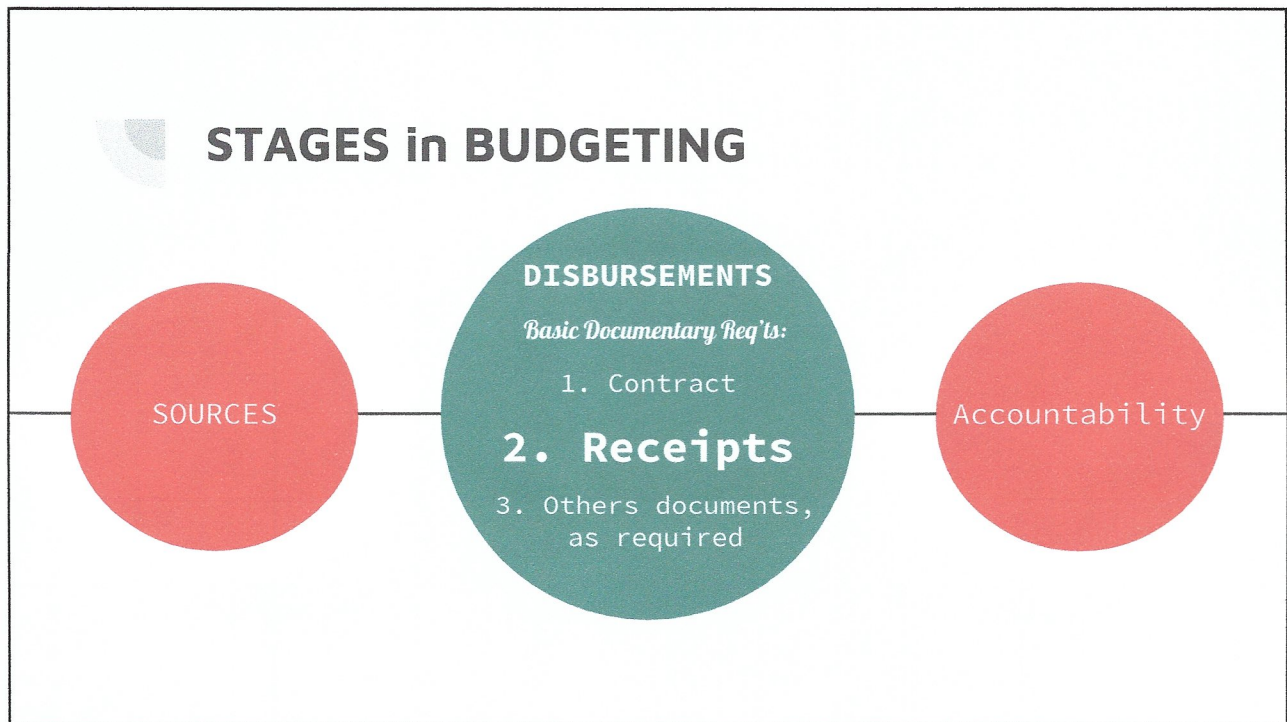 STAGES in BUDGETING
SOURCES
DISBURSEMENTS
Basic Documentary Req'ts:
1. Contract
2. Receipts
3. Others documents,
as required
Accountability